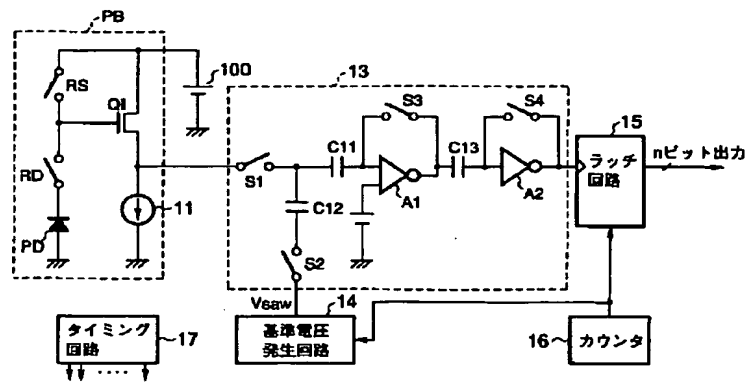 PB
100
RS
Q1
RD
PD
11
13
S1
S2
S3
S4
C11
C12
C13
A1
A2
15
ラッチ
回路
nビット出力
Vsaw
14
基準電圧
発生回路
16
カウンタ
タイミング
回路
17